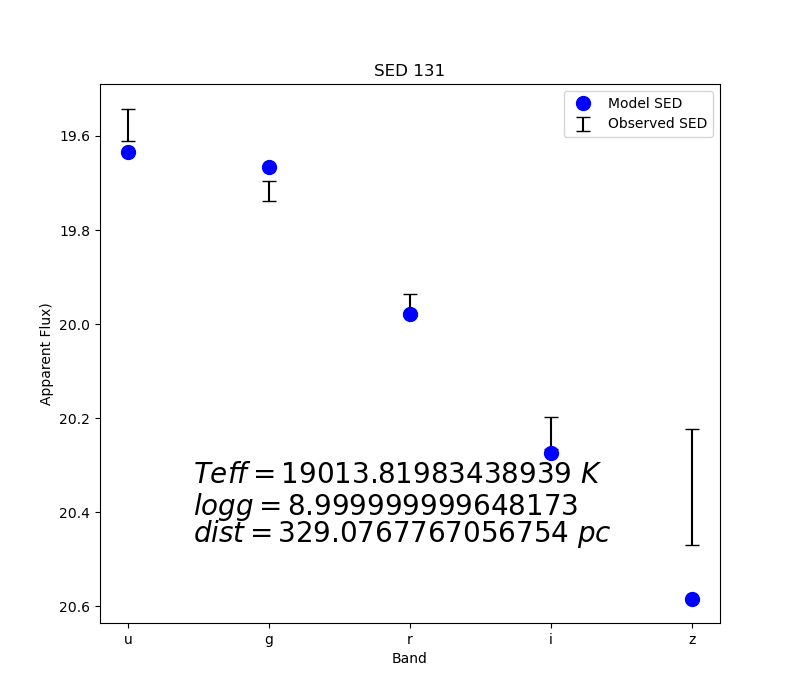 SED 131
Model SED
Observed SED
19.6
19.8
20.0
20.2
20.4
20.6
Apparent Flux)
Teff = 19013.81983438939 K
logg = 8.999999999648173
dist = 329.0767767056754 pc
u g r i z
Band